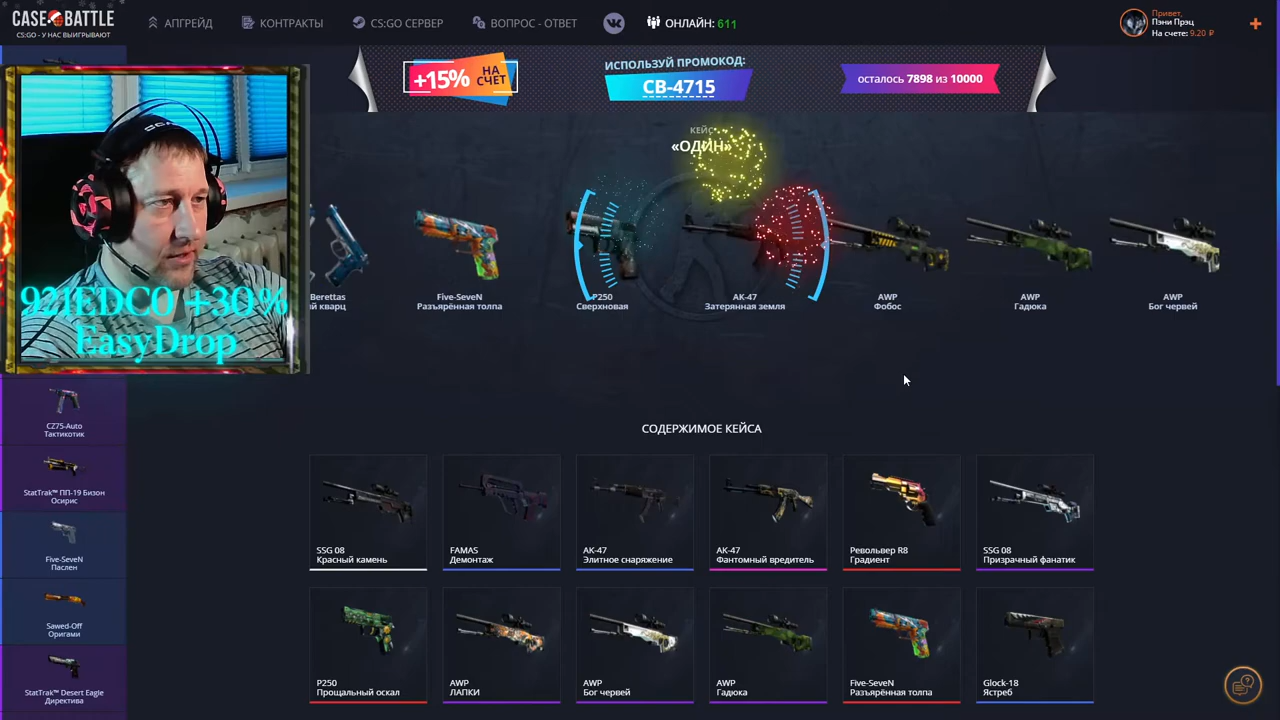 CASE BATTLE
CS:GO - У НАС ВЫИГРЫВАЮТ
АПГРЕЙД
КОНТРАКТЫ
CS:GO СЕРВЕР
ВОПРОС - ОТВЕТ
ОНЛАЙН: 611
Привет,
Пэни Прэц
На счете: 9.20 ₽
+15%
НА
СЧЕТ
ИСПОЛЬЗУЙ ПРОМОКОД:
CB-4715
осталось 7898 из 10000
КЕЙС
«ОДИН»
Berettas
й кварц
Five-SeveN
Разъярённая толпа
P250
Сверхновая
АК-47
Затерянная земля
AWP
Фобос
AWP
Гадюка
AWP
Бог червей
921EDC0 +30%
EasyDrop
CZ75-Auto
Тактикотик
StatTrak™ ПП-19 Бизон
Осирис
Five-SeveN
Паслен
Sawed-Off
Оригами
StatTrak™ Desert Eagle
Директива
СОДЕРЖИМОЕ КЕЙСА
SSG 08
Красный камень
FAMAS
Демонтаж
АК-47
Элитное снаряжение
АК-47
Фантомный вредитель
Револьвер R8
Градиент
SSG 08
Призрачный фанатик
P250
Прощальный оскал
AWP
ЛАПКИ
AWP
Бог червей
AWP
Гадюка
Five-SeveN
Разъярённая толпа
Glock-18
Ястреб